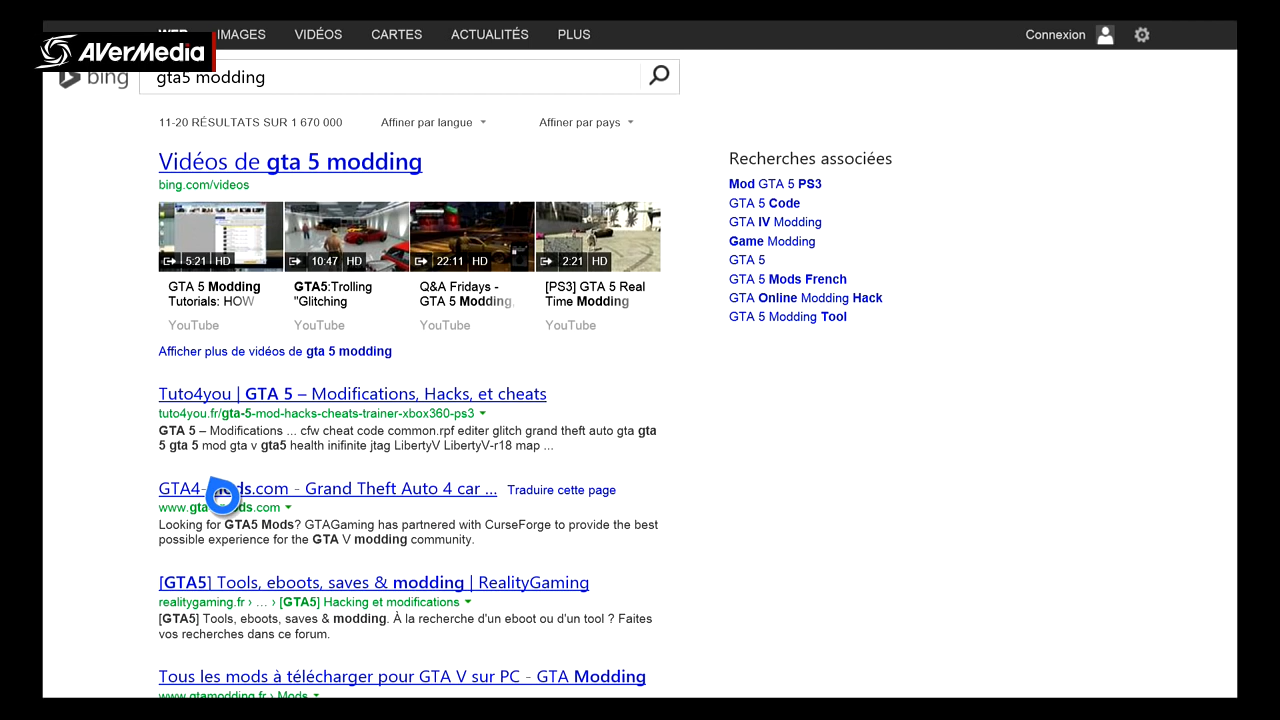 WEB IMAGES VIDÉOS CARTES ACTUALITÉS PLUS Connexion
AVerMedia
bing gta5 modding
11-20 RÉSULTATS SUR 1 670 000 Affiner par langue Affiner par pays
Vidéos de gta 5 modding
bing.com/videos
5:21 HD 10:47 HD 22:11 HD 2:21 HD
GTA 5 Modding
Tutorials: HOW
YouTube
GTA5:Trolling
"Glitching
YouTube
Q&A Fridays -
GTA 5 Modding,
YouTube
[PS3] GTA 5 Real
Time Modding
YouTube
Afficher plus de vidéos de gta 5 modding
Tuto4you | GTA 5 – Modifications, Hacks, et cheats
tuto4you.fr/gta-5-mod-hacks-cheats-trainer-xbox360-ps3
GTA 5 – Modifications ... cfw cheat code common.rpf editer glitch grand theft auto gta gta
5 gta 5 mod gta v gta5 health inifinite jtag LibertyV LibertyV-r18 map ...
.com - Grand Theft Auto 4 car ... Traduire cette page
Looking for GTA5 Mods? GTAGaming has partnered with CurseForge to provide the best
possible experience for the GTA V modding community.
[GTA5] Tools, eboots, saves & modding | RealityGaming
realitygaming.fr › ... › [GTA5] Hacking et modifications
[GTA5] Tools, eboots, saves & modding. À la recherche d'un eboot ou d'un tool ? Faites
vos recherches dans ce forum.
Tous les mods à télécharger pour GTA V sur PC - GTA Modding
www.gtamodding.fr › Mods
Recherches associées
Mod GTA 5 PS3
GTA 5 Code
GTA IV Modding
Game Modding
GTA 5
GTA 5 Mods French
GTA Online Modding Hack
GTA 5 Modding Tool